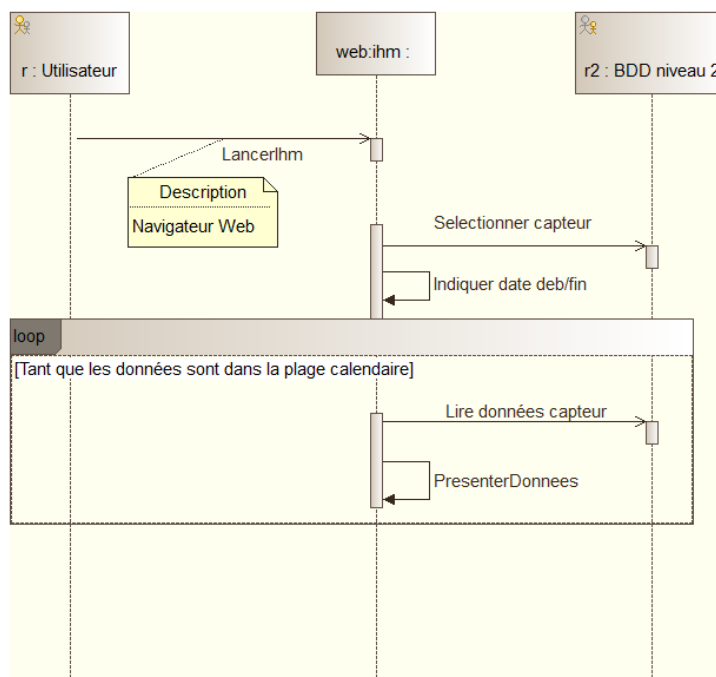 r : Utilisateur
web:ihm :
r2 : BDD niveau 2
LancerIhm
Description
Navigateur Web
Selectionner capteur
Indiquer date deb/fin
loop
[Tant que les données sont dans la plage calendaire]
Lire données capteur
PresenterDonnees